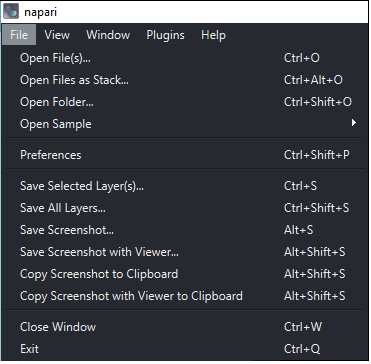 napari
File View Window Plugins Help
Open File(s)... Ctrl+O
Open Files as Stack... Ctrl+Alt+O
Open Folder... Ctrl+Shift+O
Open Sample
Preferences Ctrl+Shift+P
Save Selected Layer(s)... Ctrl+S
Save All Layers... Ctrl+Shift+S
Save Screenshot... Alt+S
Save Screenshot with Viewer... Alt+Shift+S
Copy Screenshot to Clipboard Alt+Shift+S
Copy Screenshot with Viewer to Clipboard Alt+Shift+S
Close Window Ctrl+W
Exit Ctrl+Q